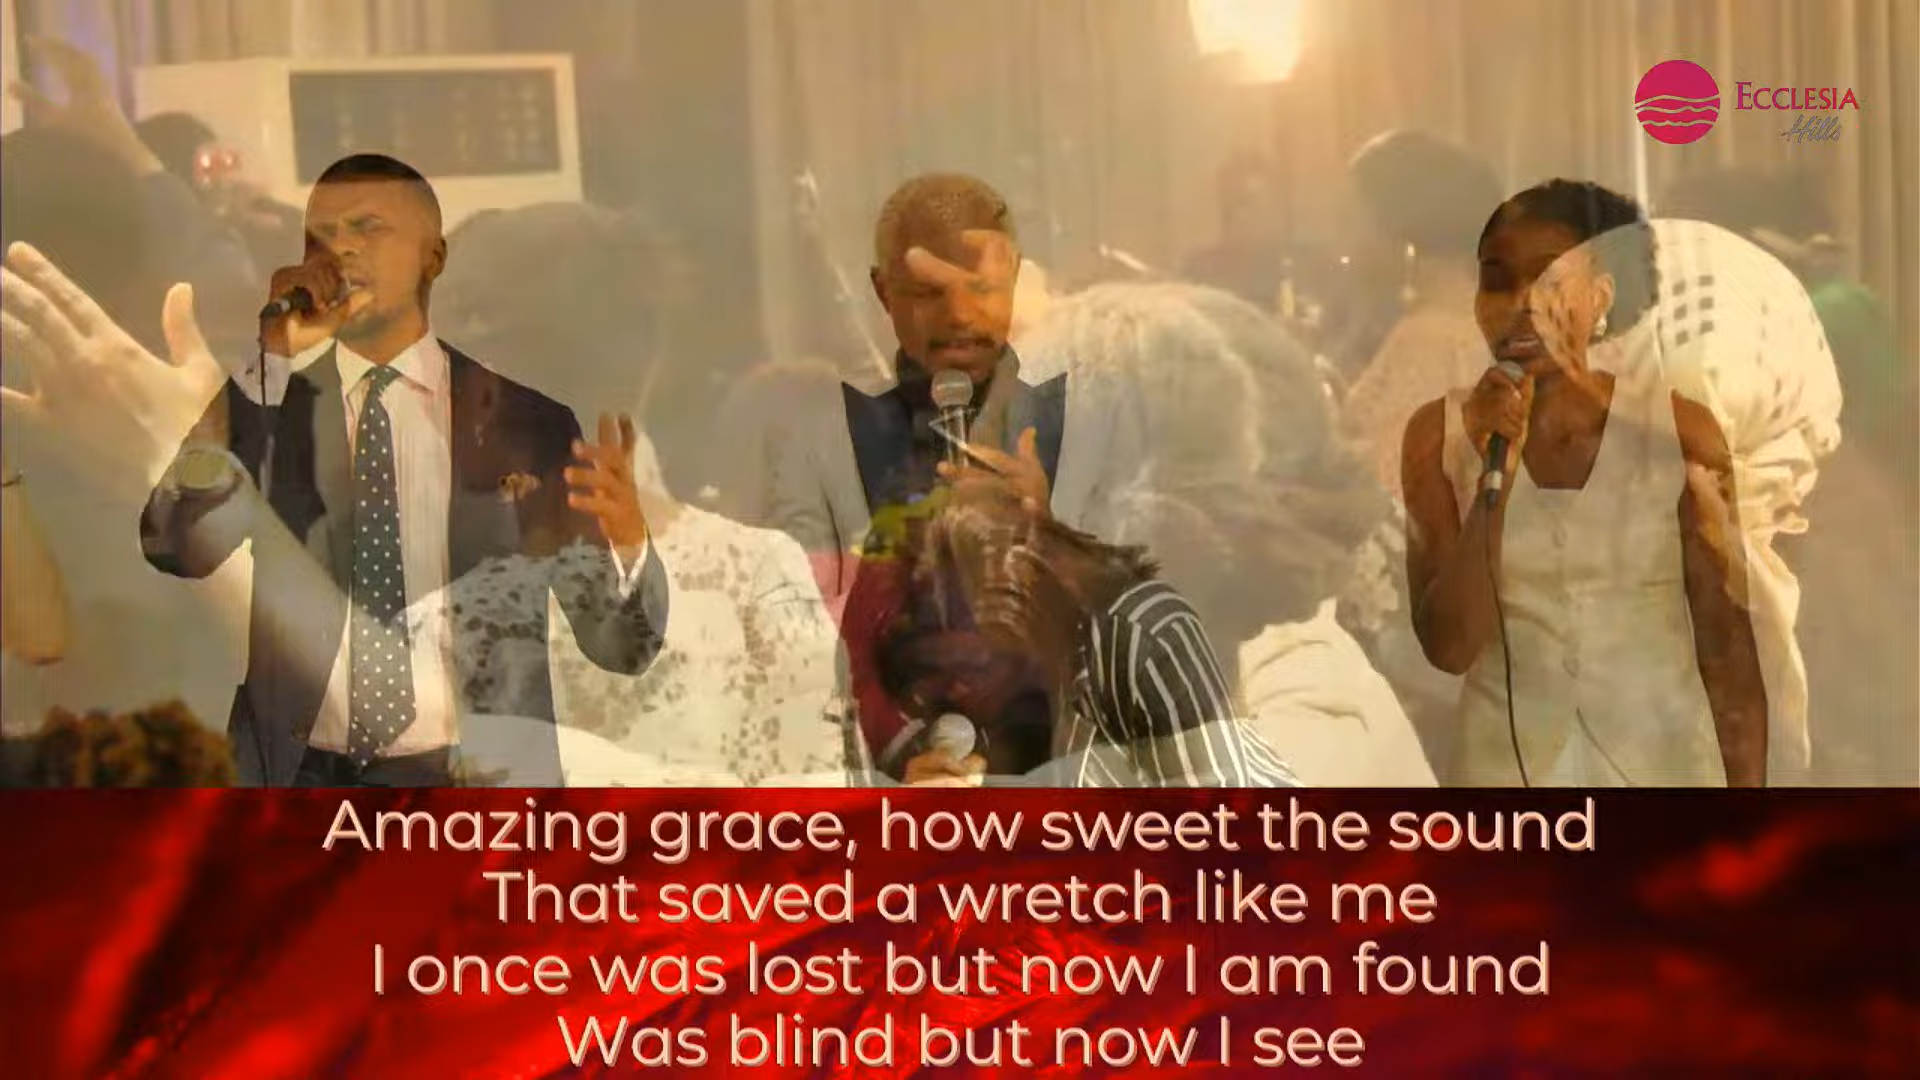 ECCLESIA
Hills
Amazing grace, how sweet the sound
That saved a wretch like me
I once was lost but now I am found
Was blind but now I see